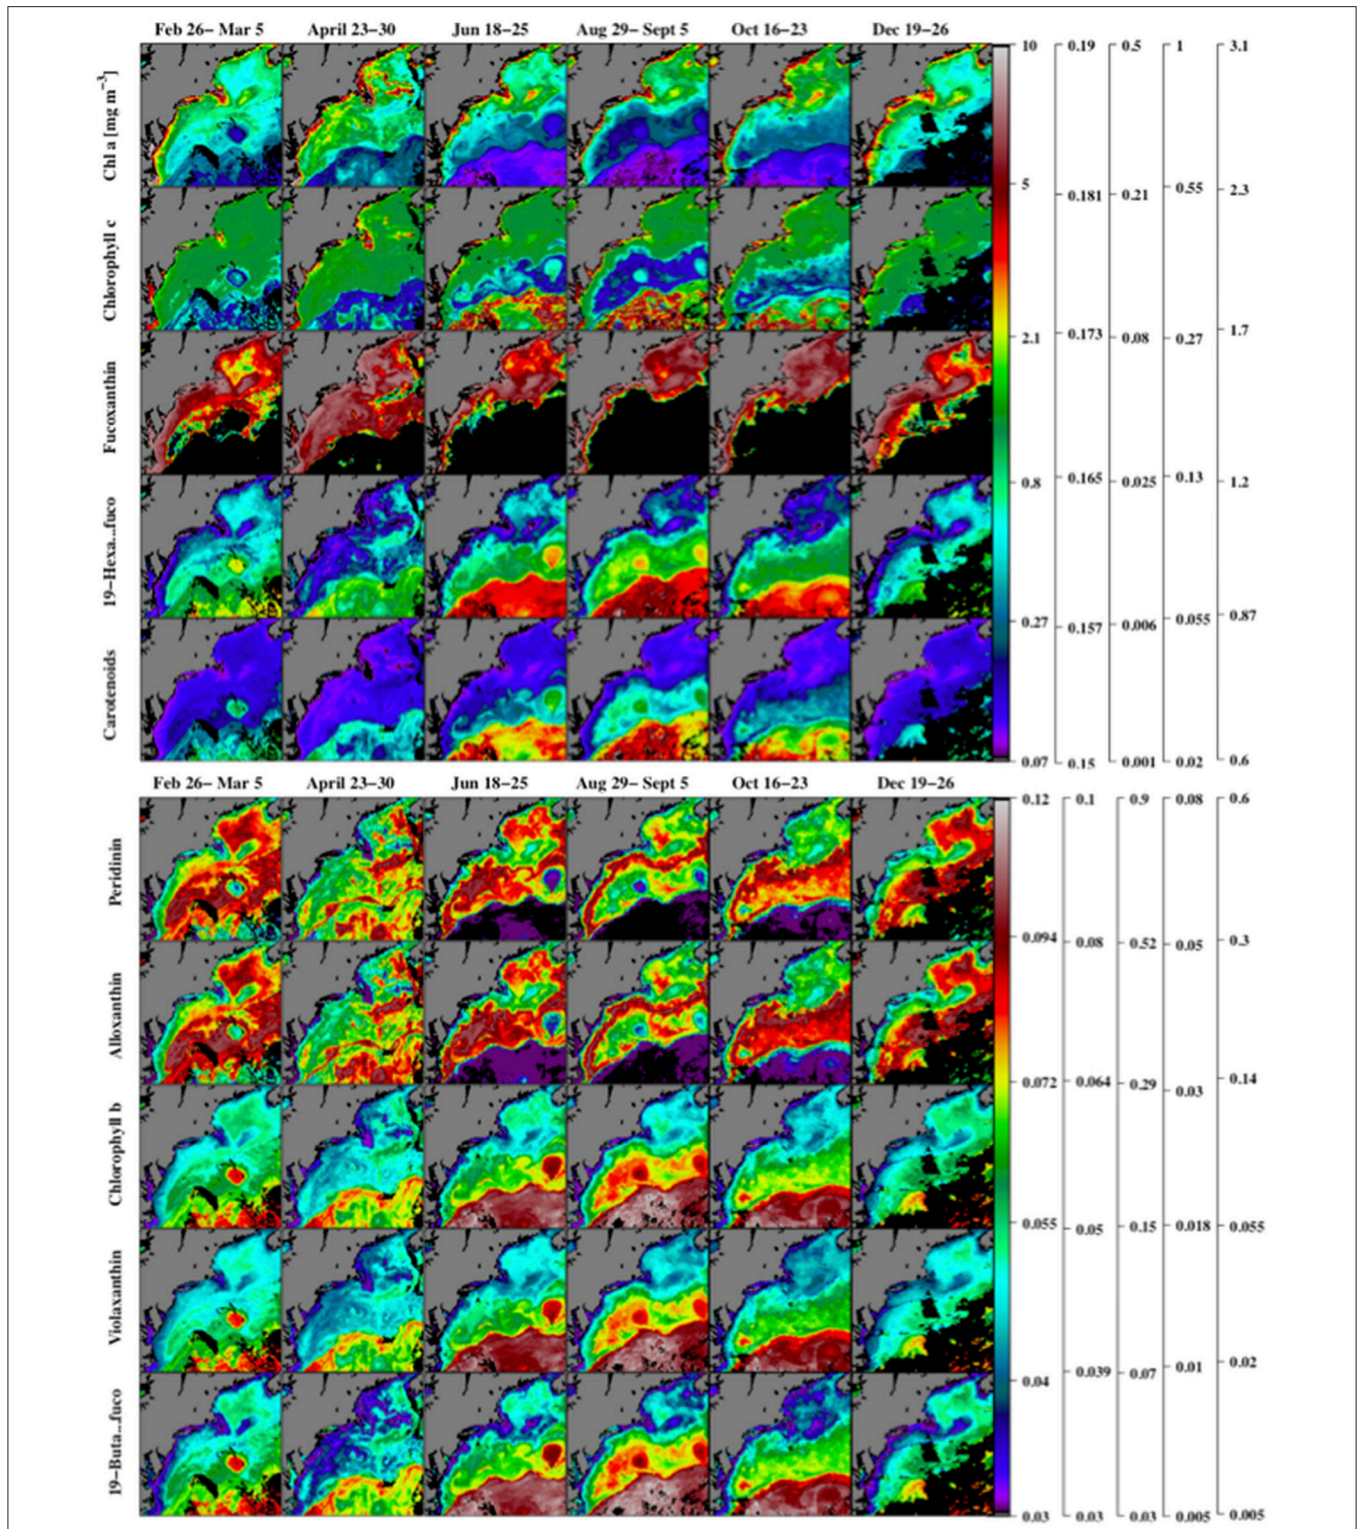 Feb 26– Mar 5 April 23–30 Jun 18–25 Aug 29– Sept 5 Oct 16–23 Dec 19–26
Chl a [mg m⁻³]
Chlorophyll c
Fucoxanthin
19–Hexa...fuco
Carotenoids
10 0.19 0.5 1 3.1
5 0.181 0.21 0.55 2.3
2.1 0.173 0.08 0.27 1.7
0.8 0.165 0.025 0.13 1.2
0.27 0.157 0.006 0.055 0.87
0.07 0.15 0.001 0.02 0.6
Feb 26– Mar 5 April 23–30 Jun 18–25 Aug 29– Sept 5 Oct 16–23 Dec 19–26
Peridinin
Alloxanthin
Chlorophyll b
Violaxanthin
19–Buta...fuco
0.12 0.1 0.9 0.08 0.6
0.094 0.08 0.52 0.05 0.3
0.072 0.064 0.29 0.03 0.14
0.055 0.05 0.15 0.018 0.055
0.04 0.039 0.07 0.01 0.02
0.03 0.03 0.03 0.005 0.005